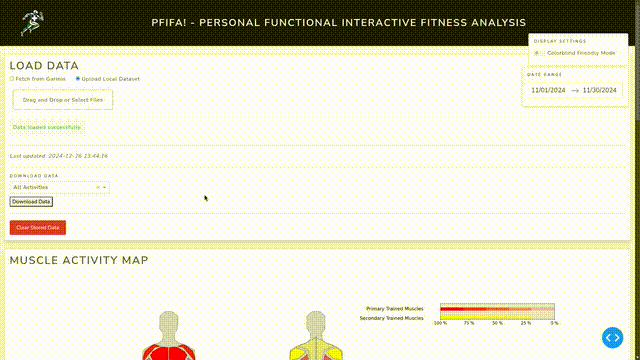 PFIFA! - PERSONAL FUNCTIONAL INTERACTIVE FITNESS ANALYSIS
DISPLAY SETTINGS
Colorblind Friendly Mode
DATE RANGE
11/01/2024 → 11/30/2024
LOAD DATA
Fetch from Garmin Upload Local Dataset
Drag and Drop or Select Files
Data loaded successfully.
Last updated: 2024-12-16 13:44:16
DOWNLOAD DATA
All Activities
Download Data
Clear Stored Data
MUSCLE ACTIVITY MAP
Primary Trained Muscles
Secondary Trained Muscles
100 % 75 % 50 % 25 % 0 %